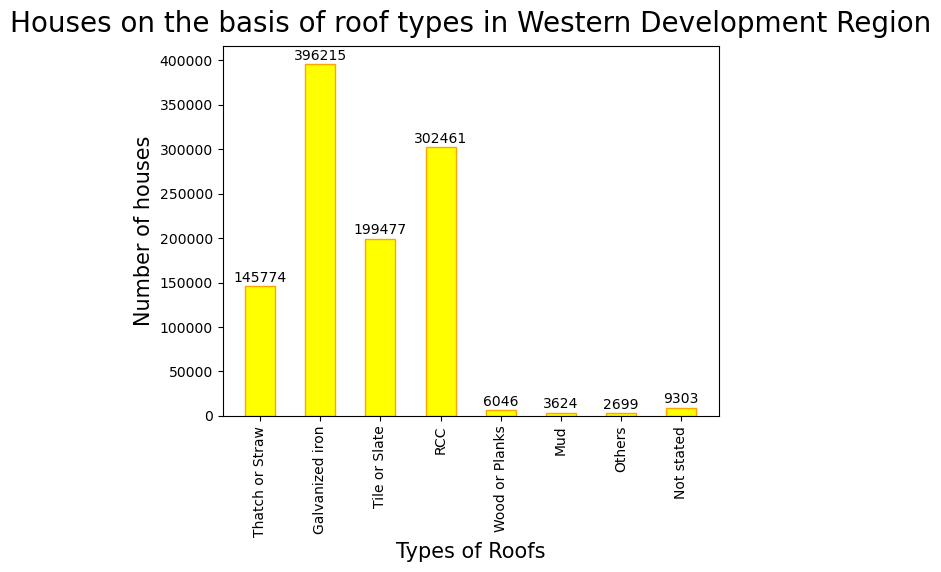 Houses on the basis of roof types in Western Development Region
Number of houses
400000
350000
300000
250000
200000
150000
100000
50000
0
145774
396215
199477
302461
6046
3624
2699
9303
Thatch or Straw
Galvanized iron
Tile or Slate
RCC
Wood or Planks
Mud
Others
Not stated
Types of Roofs